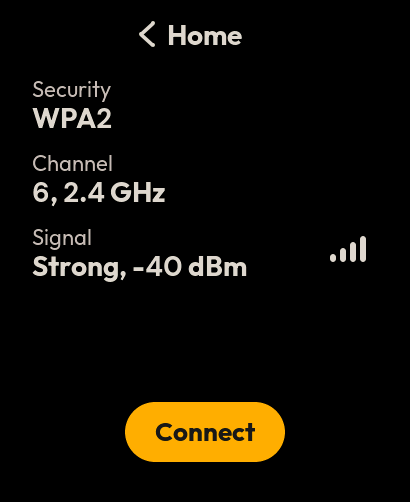 Home
Security
WPA2
Channel
6, 2.4 GHz
Signal
Strong, -40 dBm
Connect